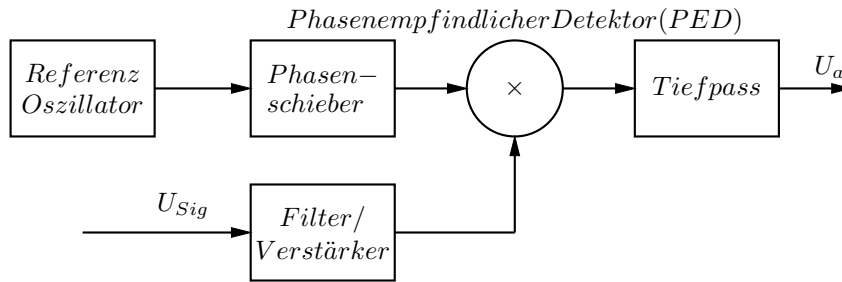 PhasenempfindlicherDetektor(PED)
Referenz
Oszillator
Phasen−
schieber
×
Tiefpass
U_a
U_Sig
Filter/
Verstärker